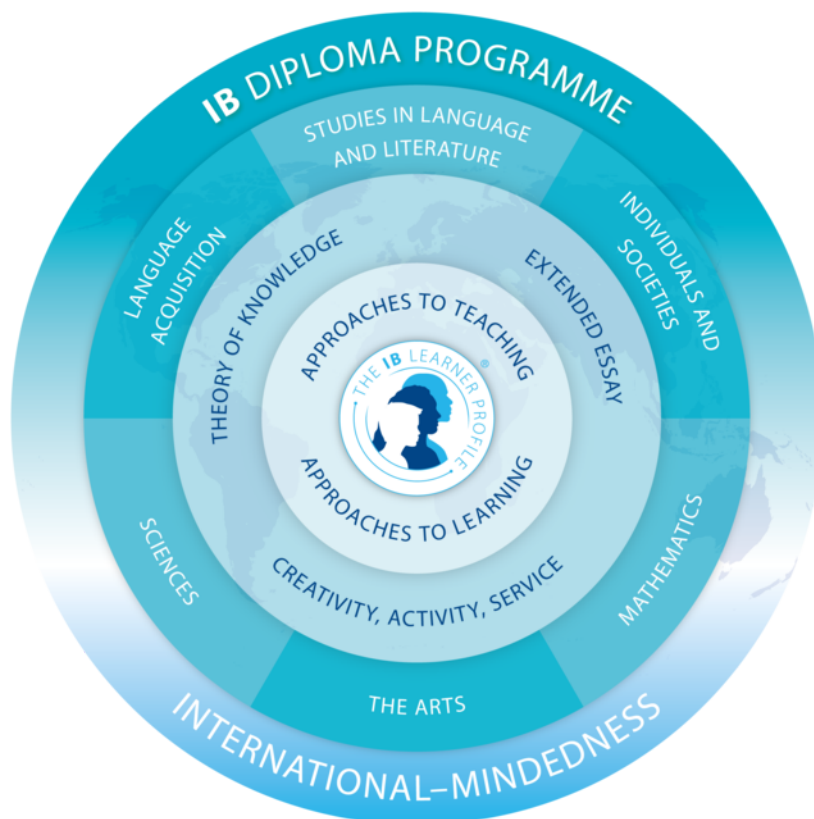 IB DIPLOMA PROGRAMME
STUDIES IN LANGUAGE
AND LITERATURE
LANGUAGE
ACQUISITION
INDIVIDUALS AND
SOCIETIES
THEORY OF KNOWLEDGE
EXTENDED ESSAY
APPROACHES TO TEACHING
THE IB LEARNER PROFILE
®
APPROACHES TO LEARNING
CREATIVITY, ACTIVITY, SERVICE
SCIENCES
MATHEMATICS
THE ARTS
INTERNATIONAL–MINDEDNESS